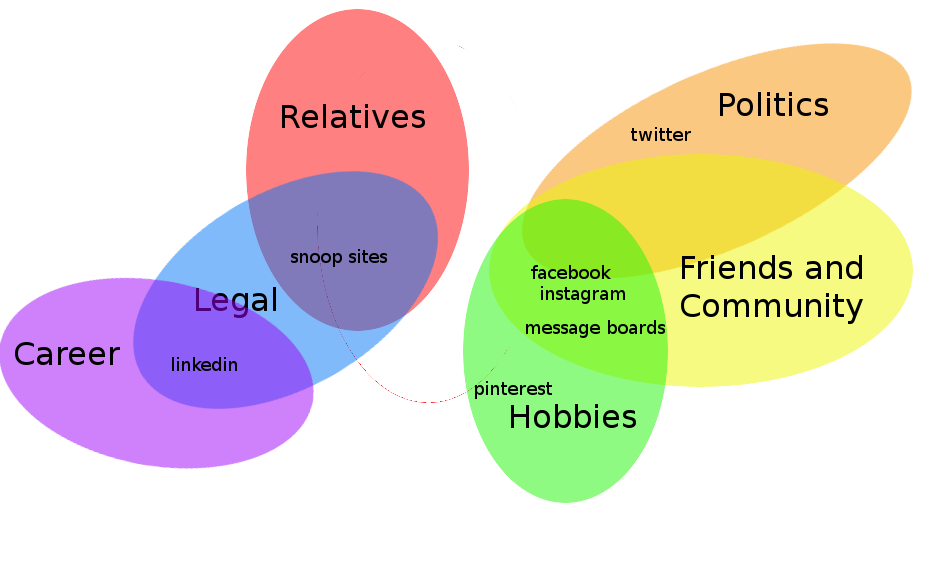 Relatives
Politics
twitter
snoop sites
facebook
instagram
Friends and
Community
Legal
message boards
Career
linkedin
pinterest
Hobbies